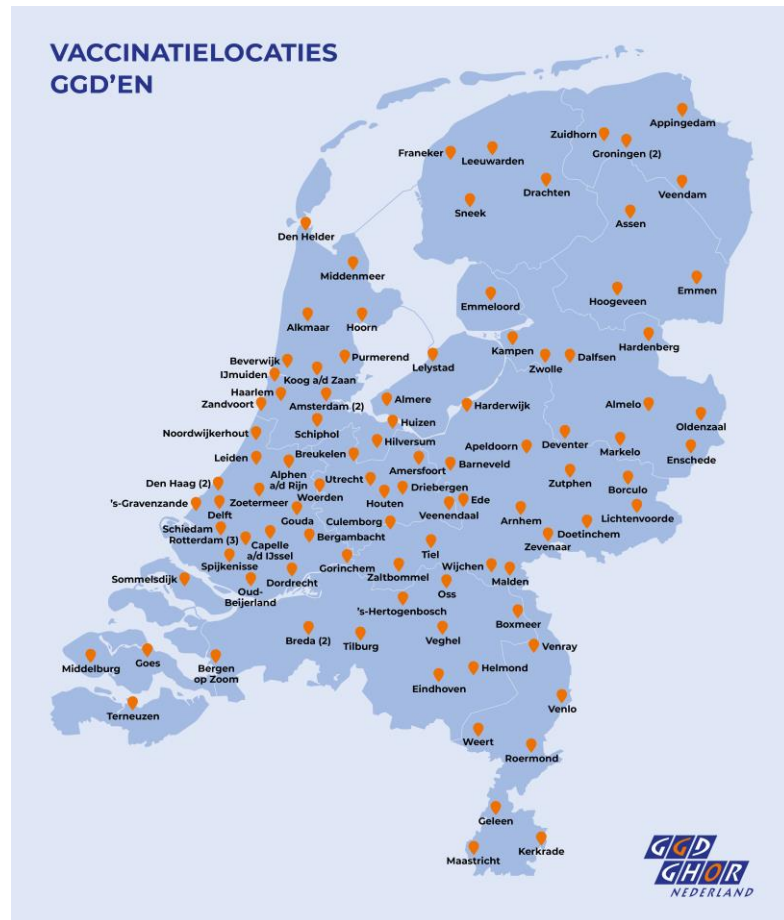 VACCINATIELOCATIES
GGD'EN
Appingedam
Zuidhorn
Groningen (2)
Franeker
Leeuwarden
Drachten
Veendam
Sneek
Assen
Den Helder
Middenmeer
Emmeloord
Hoogeveen
Emmen
Alkmaar
Hoorn
Hardenberg
Kampen
Beverwijk
Purmerend
Lelystad
Zwolle
Dalfsen
IJmuiden
Koog a/d Zaan
Haarlem
Almere
Harderwijk
Almelo
Zandvoort
Amsterdam (2)
Oldenzaal
Huizen
Noordwijkerhout
Schiphol
Hilversum
Apeldoorn
Deventer
Markelo
Enschede
Leiden
Breukelen
Amersfoort
Barneveld
Alphen
a/d Rijn
Utrecht
Zutphen
Borculo
Den Haag (2)
Zoetermeer
Woerden
Houten
Driebergen
Ede
's-Gravenzande
Delft
Veenendaal
Arnhem
Lichtenvoorde
Gouda
Culemborg
Doetinchem
Schiedam
Rotterdam (3)
Capelle
a/d IJssel
Bergambacht
Zevenaar
Tiel
Spijkenisse
Gorinchem
Zaltbommel
Wijchen
Malden
Sommelsdijk
Oud-
Beijerland
Dordrecht
Oss
's-Hertogenbosch
Boxmeer
Breda (2)
Tilburg
Veghel
Venray
Middelburg
Goes
Bergen
op Zoom
Helmond
Eindhoven
Terneuzen
Venlo
Weert
Roermond
Geleen
Maastricht
Kerkrade
GGD
GHOR
NEDERLAND